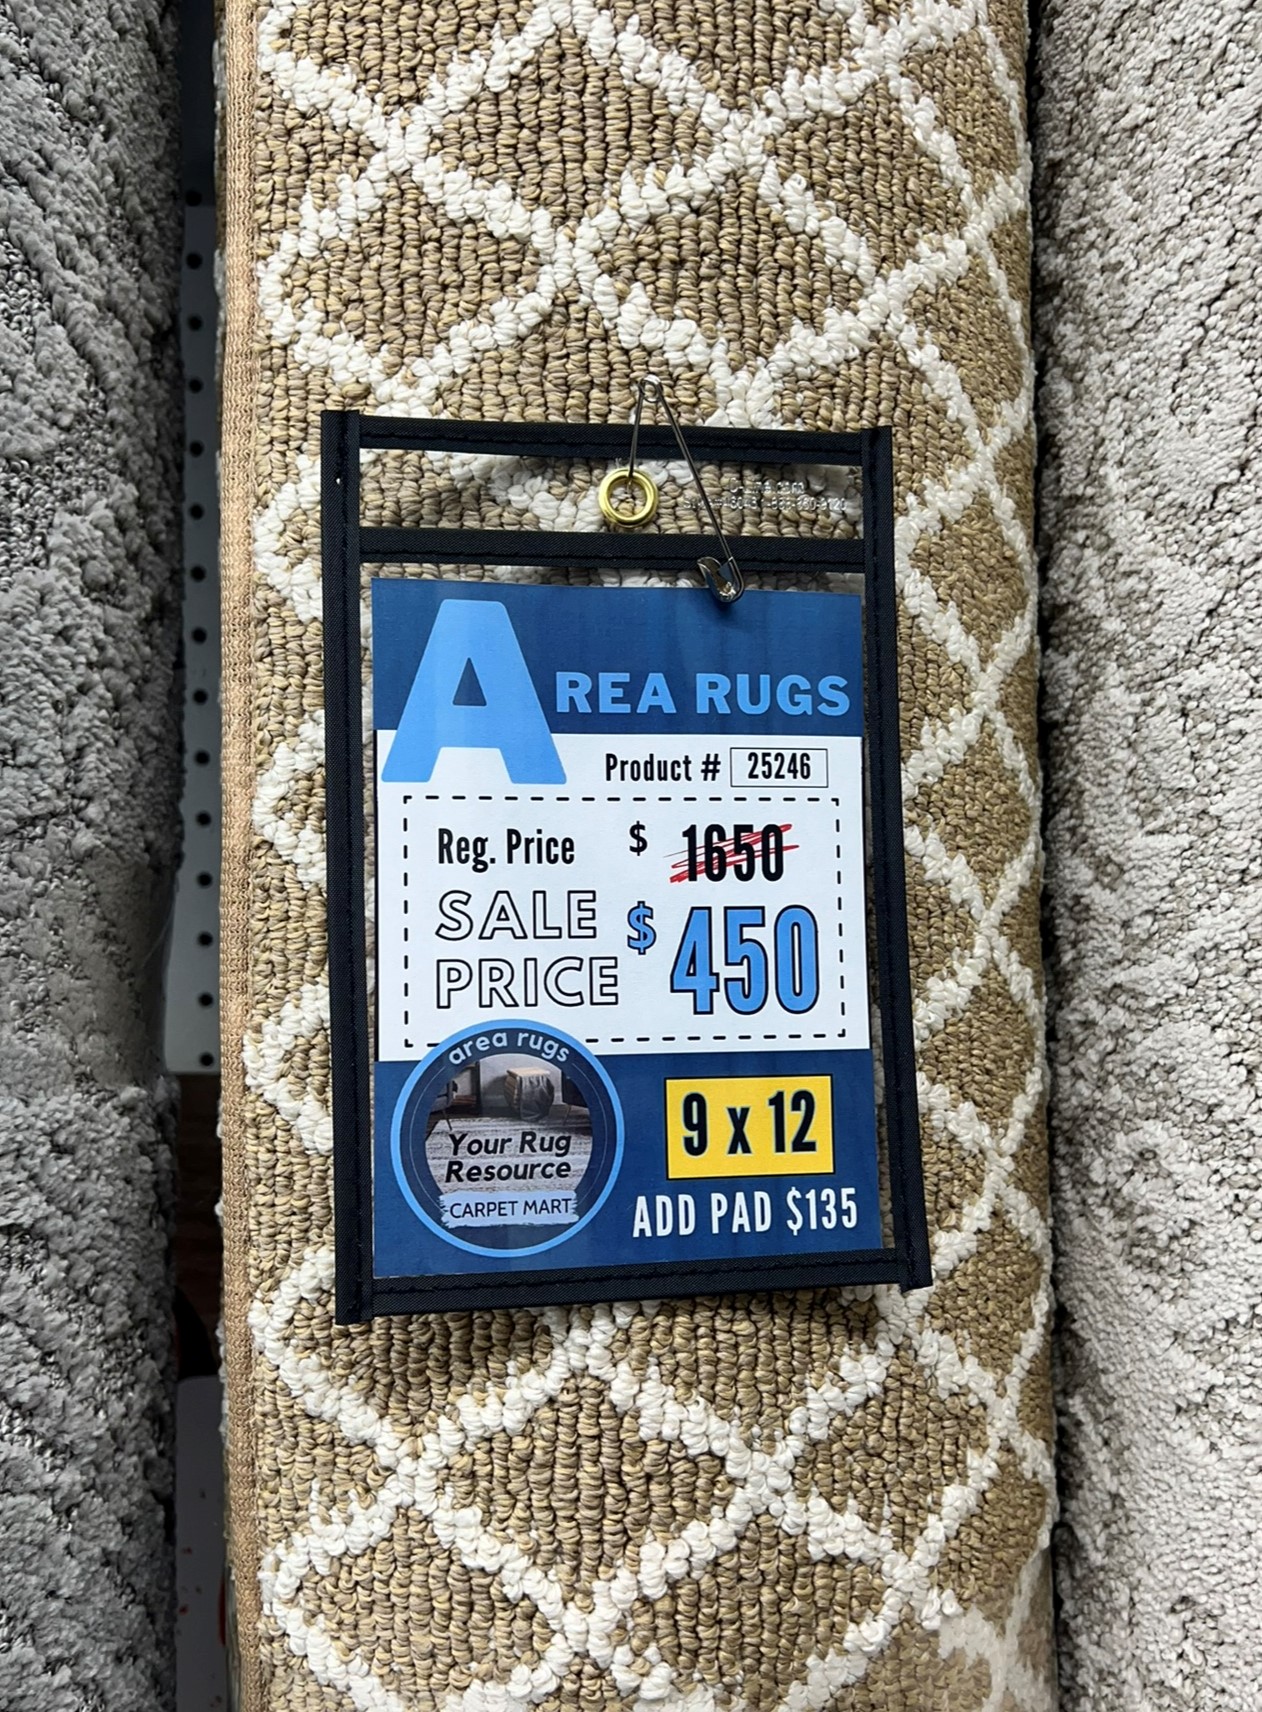 AREA RUGS
Product # 25246
Reg. Price $ 1650
SALE PRICE $ 450
area rugs
Your Rug
Resource
CARPET MART
9 x 12
ADD PAD $135